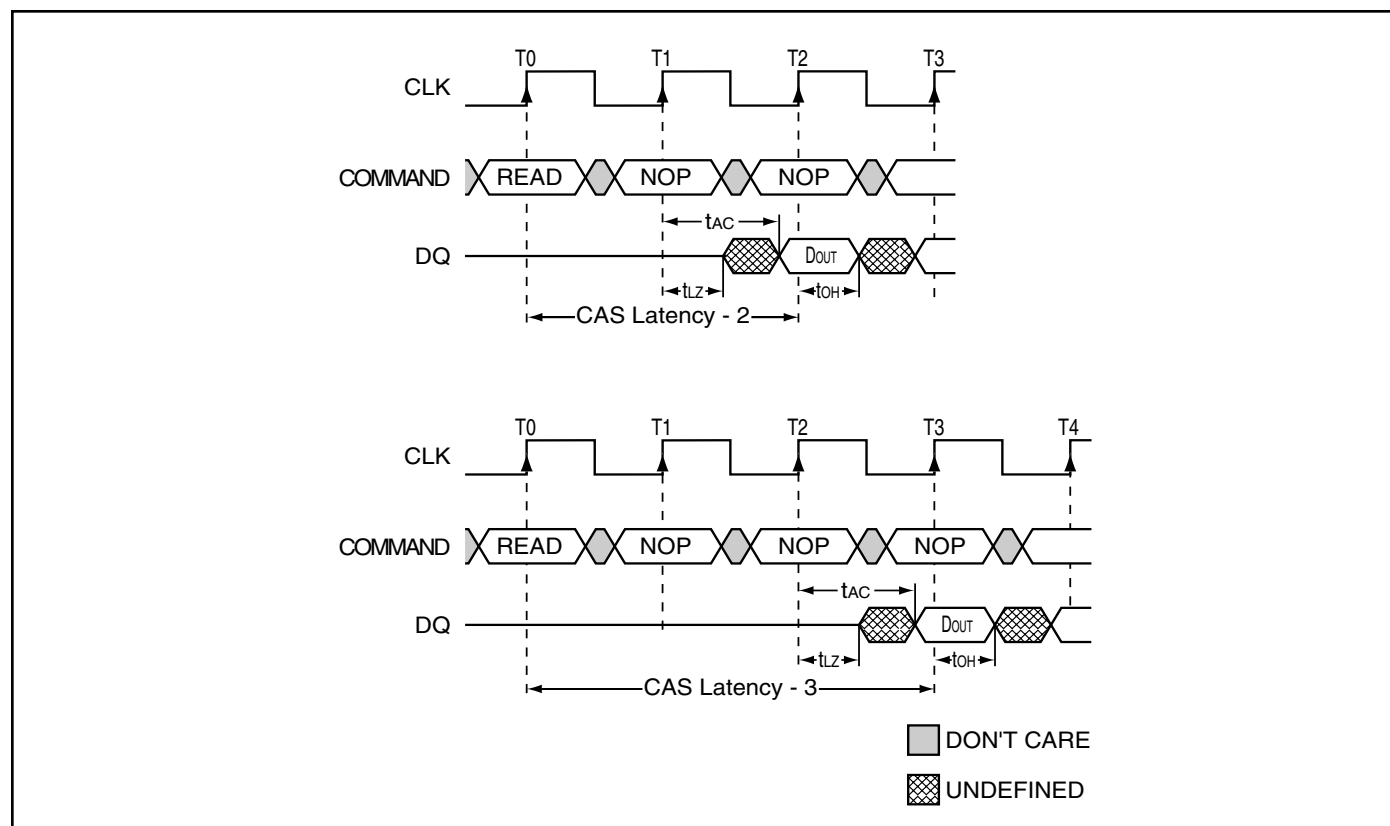 T0 T1 T2 T3
CLK
COMMAND READ NOP NOP
tAC
DQ DOUT
tLZ tOH
CAS Latency - 2
T0 T1 T2 T3 T4
CLK
COMMAND READ NOP NOP NOP
tAC
DQ DOUT
tLZ tOH
CAS Latency - 3
DON'T CARE
UNDEFINED